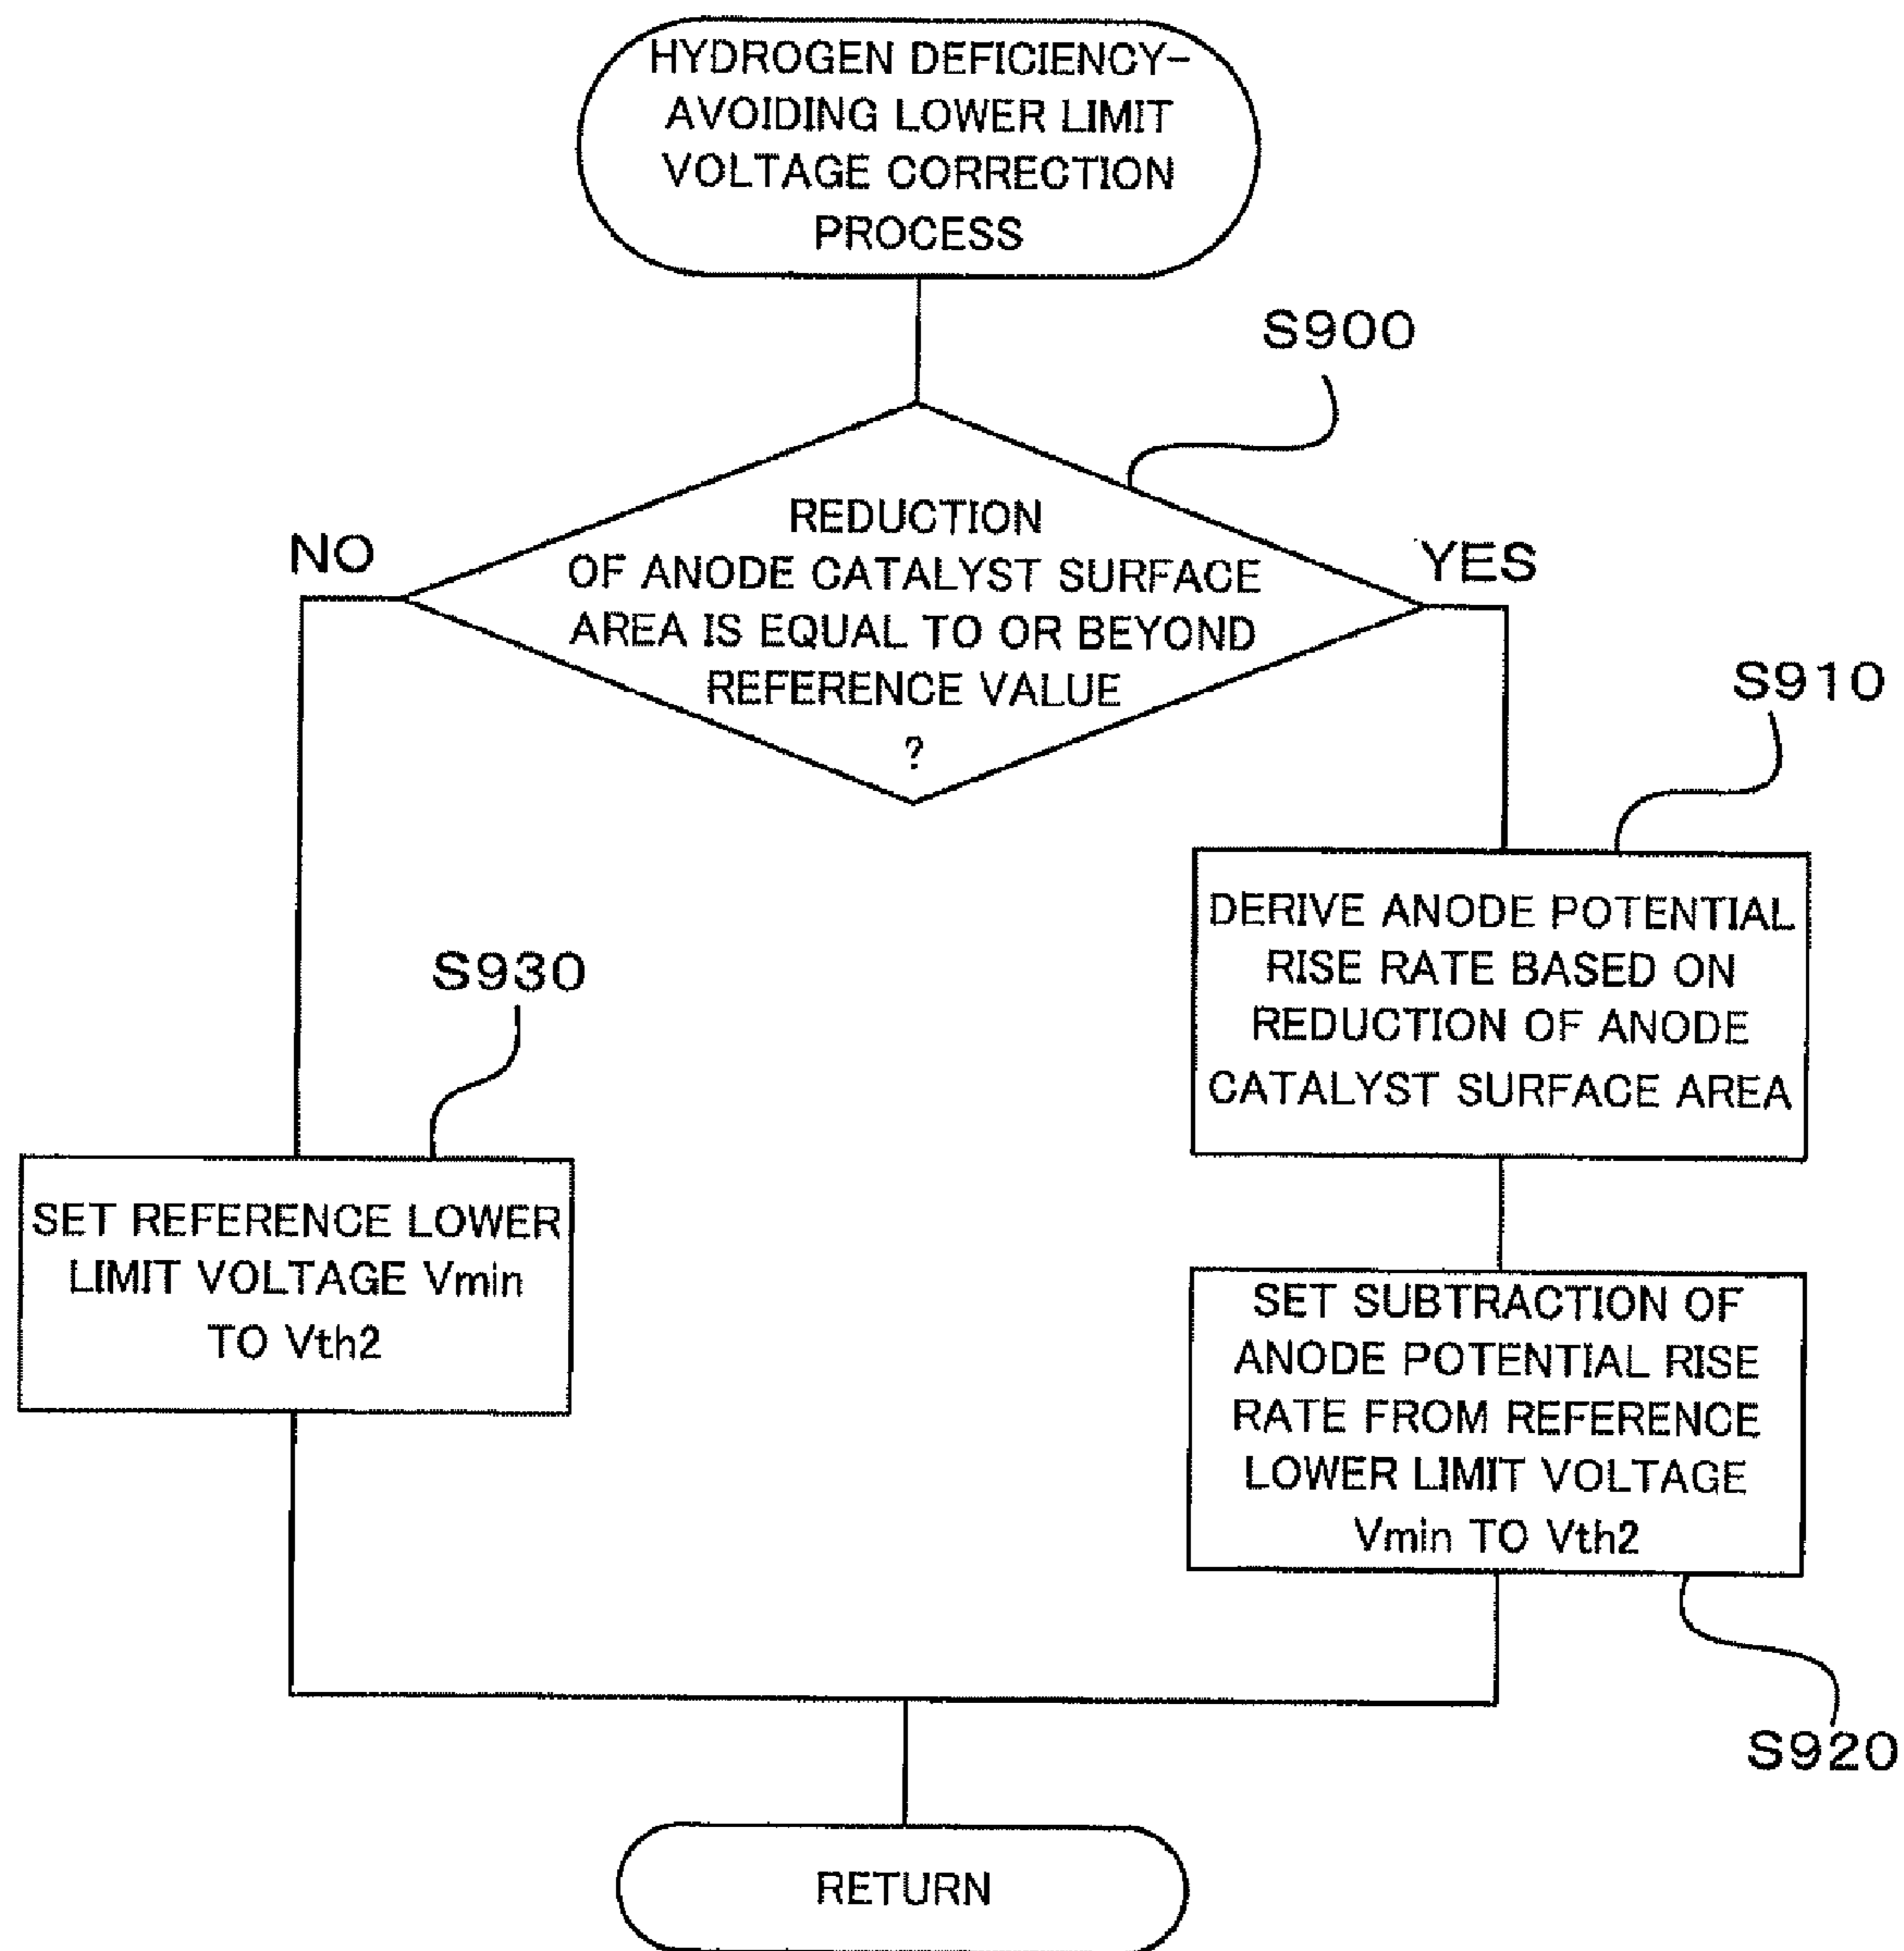 HYDROGEN DEFICIENCY-
AVOIDING LOWER LIMIT
VOLTAGE CORRECTION
PROCESS
S900
REDUCTION
OF ANODE CATALYST SURFACE
AREA IS EQUAL TO OR BEYOND
REFERENCE VALUE
?
NO
YES
S910
DERIVE ANODE POTENTIAL
RISE RATE BASED ON
REDUCTION OF ANODE
CATALYST SURFACE AREA
S930
SET REFERENCE LOWER
LIMIT VOLTAGE Vmin
TO Vth2
SET SUBTRACTION OF
ANODE POTENTIAL RISE
RATE FROM REFERENCE
LOWER LIMIT VOLTAGE
Vmin TO Vth2
S920
RETURN